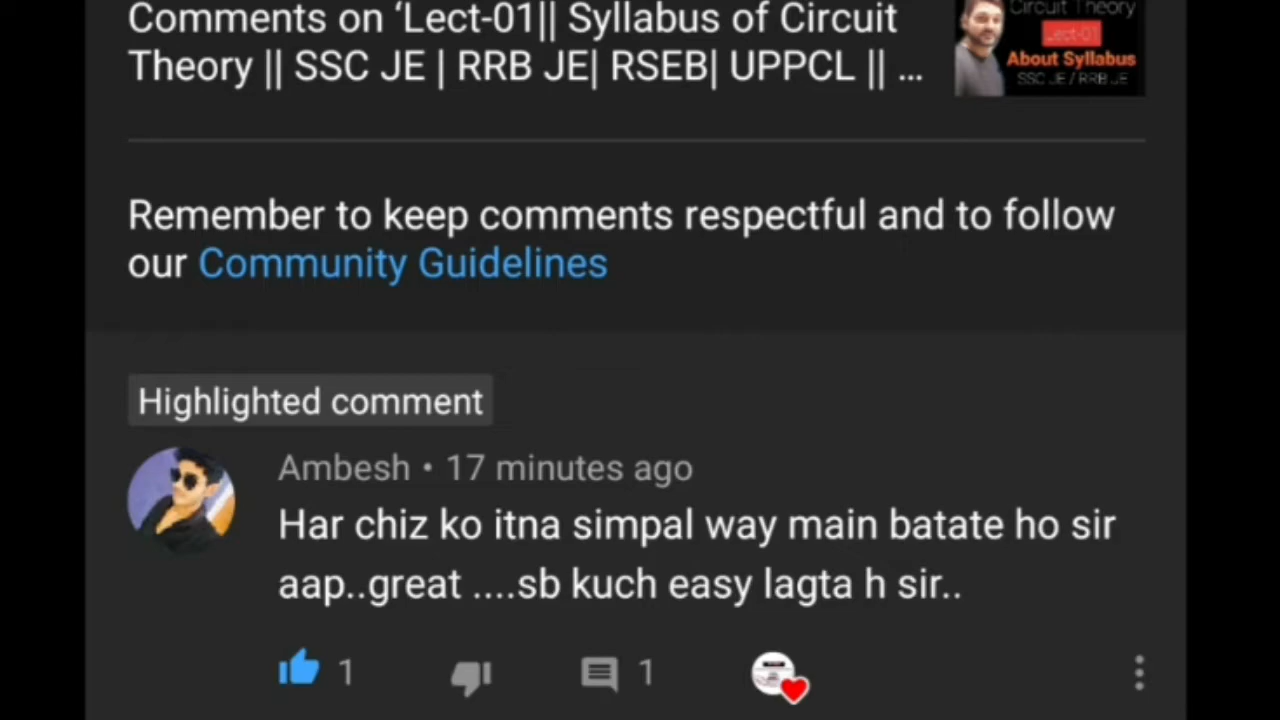 Comments on ‘Lect-01|| Syllabus of Circuit
Theory || SSC JE | RRB JE| RSEB| UPPCL || ...
Circuit Theory
Lect-01
About Syllabus
SSC JE / RRB JE
Remember to keep comments respectful and to follow
our Community Guidelines
Highlighted comment
Ambesh • 17 minutes ago
Har chiz ko itna simpal way main batate ho sir
aap..great ....sb kuch easy lagta h sir..
1
1